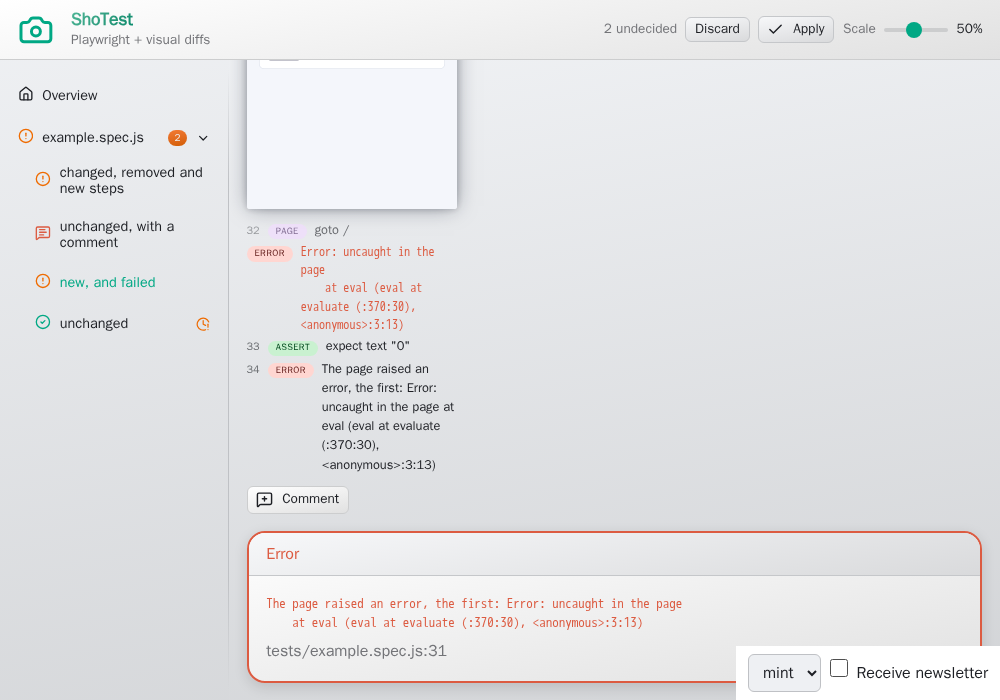 ShoTest
Playwright + visual diffs
2 undecided
Discard
Apply
Scale
50%
Overview
example.spec.js
2
changed, removed and
new steps
unchanged, with a
comment
new, and failed
unchanged
32 PAGE goto /
ERROR Error: uncaught in the
page
at eval (eval at
evaluate (:370:30),
<anonymous>:3:13)
33 ASSERT expect text "0"
34 ERROR The page raised an
error, the first: Error:
uncaught in the page at
eval (eval at evaluate
(:370:30),
<anonymous>:3:13)
Comment
Error
The page raised an error, the first: Error: uncaught in the page
at eval (eval at evaluate (:370:30), <anonymous>:3:13)
tests/example.spec.js:31
mint
Receive newsletter